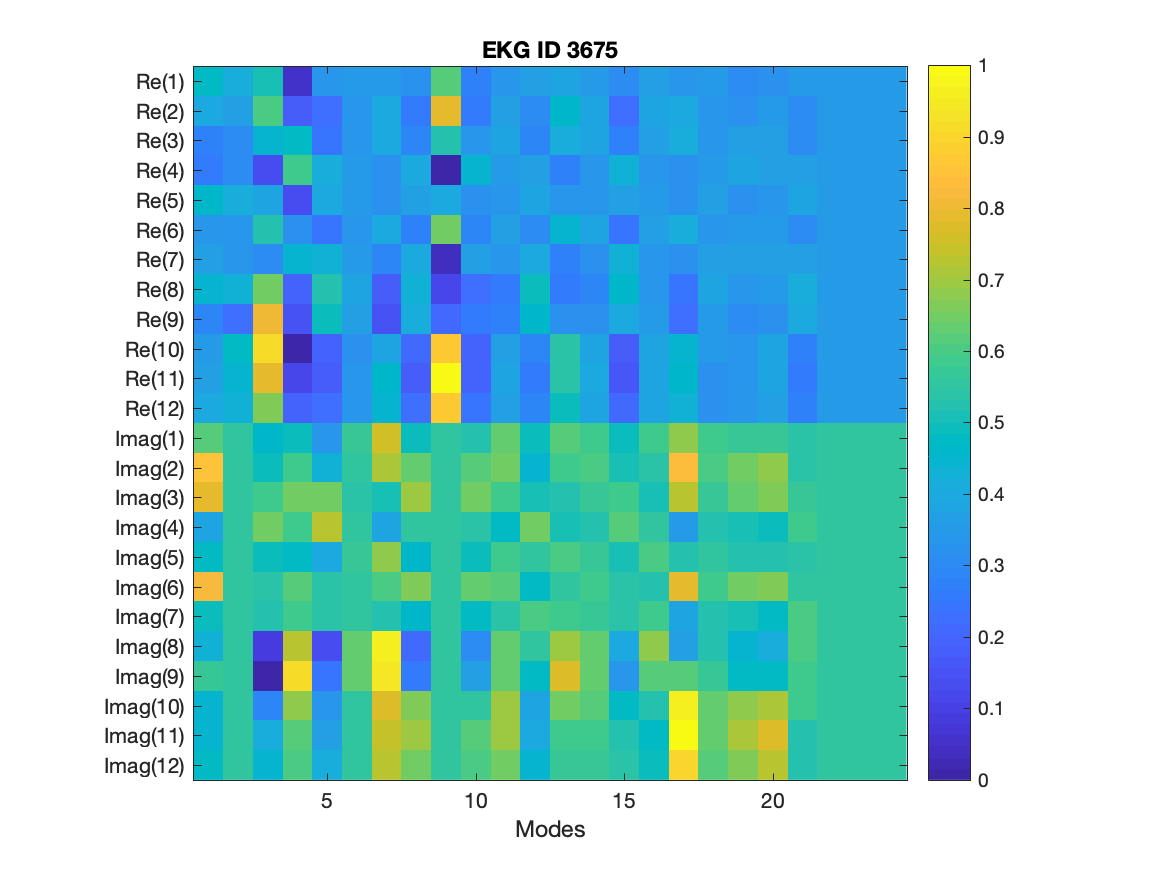 EKG ID 3675
Re(1)
Re(2)
Re(3)
Re(4)
Re(5)
Re(6)
Re(7)
Re(8)
Re(9)
Re(10)
Re(11)
Re(12)
Imag(1)
Imag(2)
Imag(3)
Imag(4)
Imag(5)
Imag(6)
Imag(7)
Imag(8)
Imag(9)
Imag(10)
Imag(11)
Imag(12)
5 10 15 20
Modes
1
0.9
0.8
0.7
0.6
0.5
0.4
0.3
0.2
0.1
0